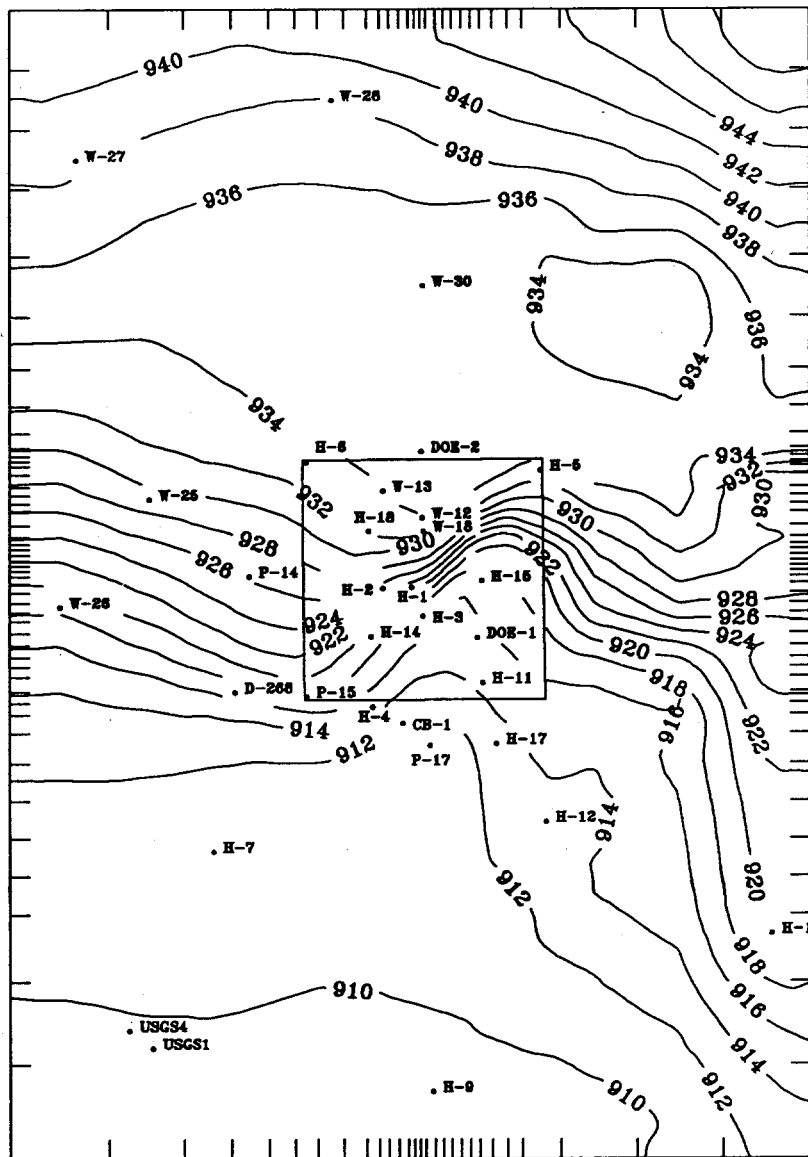 940
W-28
940
944
938
W-27
942
936
936
940
938
W-30
934
936
934
934
H-6
DOE-2
934
H-5
932
W-13
930
932
W-25
W-12
H-18
W-18
930
930
928
922
926
P-14
H-15
H-2
H-1
928
W-26
926
924
H-3
924
922
H-14
DOE-1
920
918
H-11
D-268
P-15
916
H-4
914
CB-1
922
912
H-17
P-17
914
H-12
H-7
920
912
918
910
916
USGS4
USGS1
914
H-9
910
912